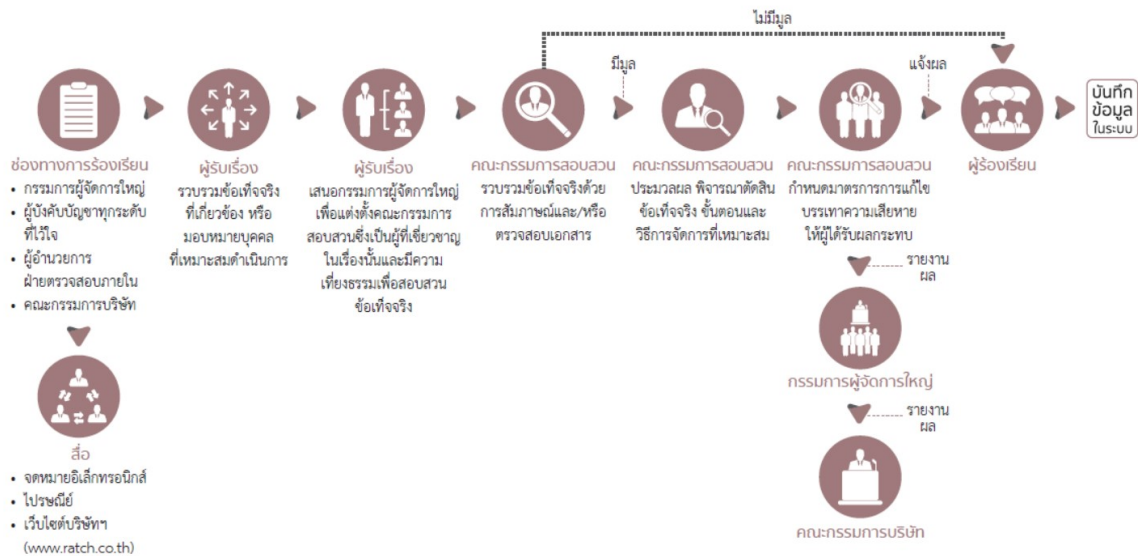 ไม่มีมูล
มีมูล
แจ้งผล
บันทึก
ข้อมูล
ในระบบ
ช่องทางการร้องเรียน
• กรรมการผู้จัดการใหญ่
• ผู้บังคับบัญชาทุกระดับ
ที่ไว้ใจ
• ผู้อำนวยการ
ฝ่ายตรวจสอบภายใน
• คณะกรรมการบริษัท
ผู้รับเรื่อง
รวบรวมข้อเท็จจริง
ที่เกี่ยวข้อง หรือ
มอบหมายบุคคล
ที่เหมาะสมดำเนินการ
ผู้รับเรื่อง
เสนอกรรมการผู้จัดการใหญ่
เพื่อแต่งตั้งคณะกรรมการ
สอบสวนซึ่งเป็นผู้ที่เชี่ยวชาญ
ในเรื่องนั้นและมีความ
เที่ยงธรรมเพื่อสอบสวน
ข้อเท็จจริง
คณะกรรมการสอบสวน
รวบรวมข้อเท็จจริงด้วย
การสัมภาษณ์และ/หรือ
ตรวจสอบเอกสาร
คณะกรรมการสอบสวน
ประมวลผล พิจารณาตัดสิน
ข้อเท็จจริง ขั้นตอนและ
วิธีการจัดการที่เหมาะสม
คณะกรรมการสอบสวน
กำหนดมาตรการการแก้ไข
บรรเทาความเสียหาย
ให้ผู้ได้รับผลกระทบ
ผู้ร้องเรียน
รายงาน
ผล
กรรมการผู้จัดการใหญ่
รายงาน
ผล
คณะกรรมการบริษัท
สื่อ
• จดหมายอิเล็กทรอนิกส์
• ไปรษณีย์
• เว็บไซต์บริษัทฯ
(www.ratch.co.th)